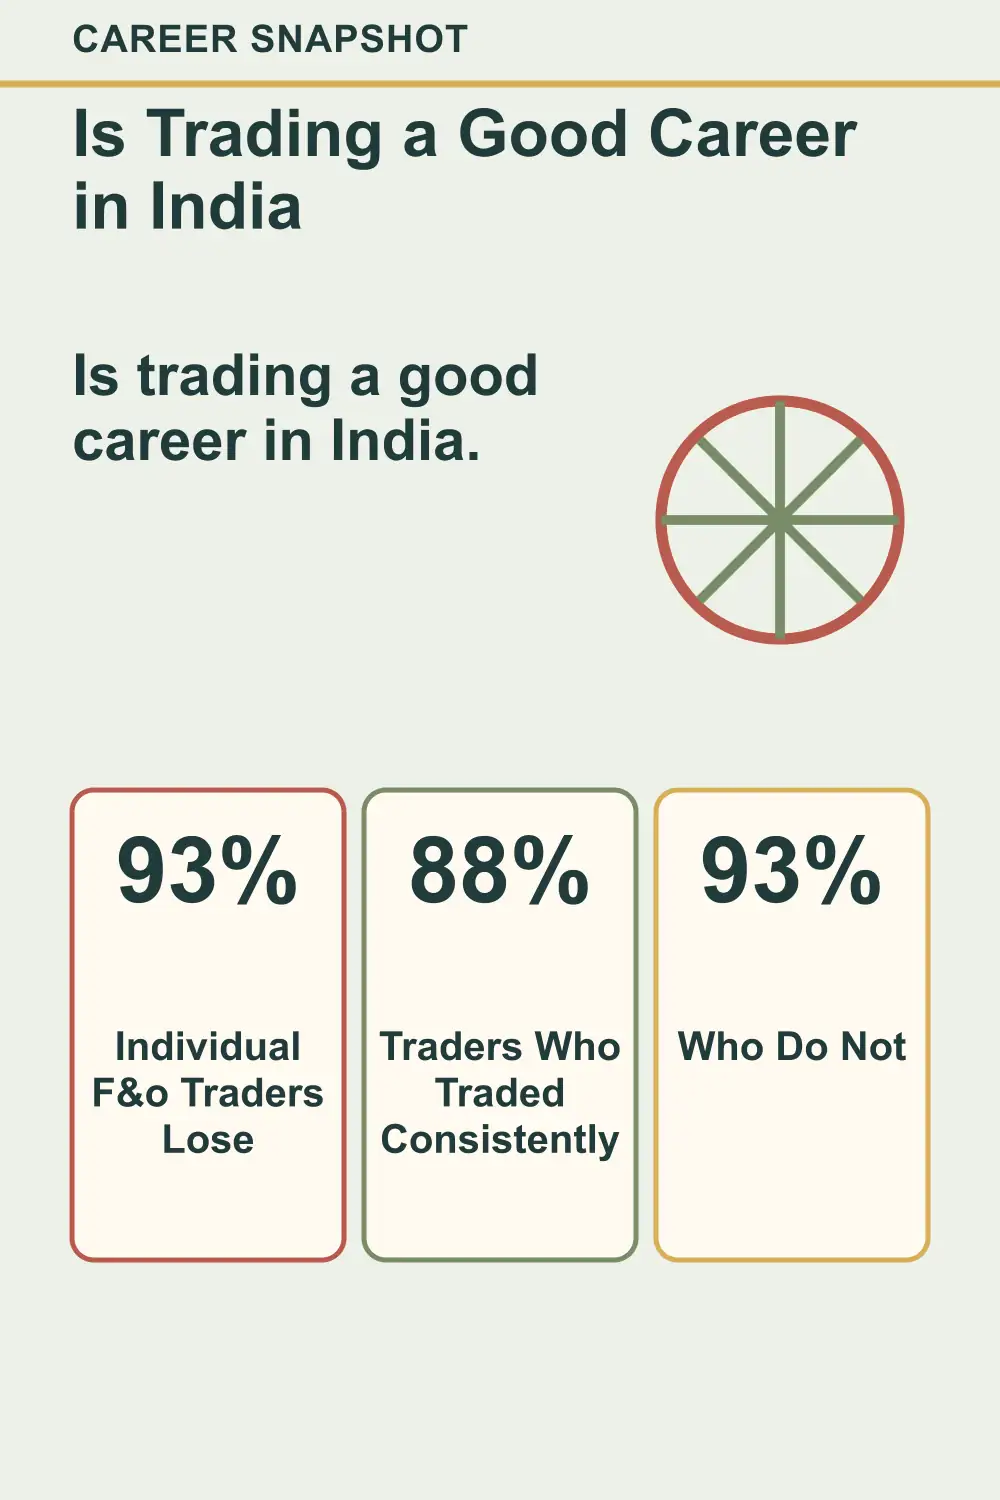 CAREER SNAPSHOT
Is Trading a Good Career
in India
Is trading a good
career in India.
93%
Individual
F&o Traders
Lose
88%
Traders Who
Traded
Consistently
93%
Who Do Not